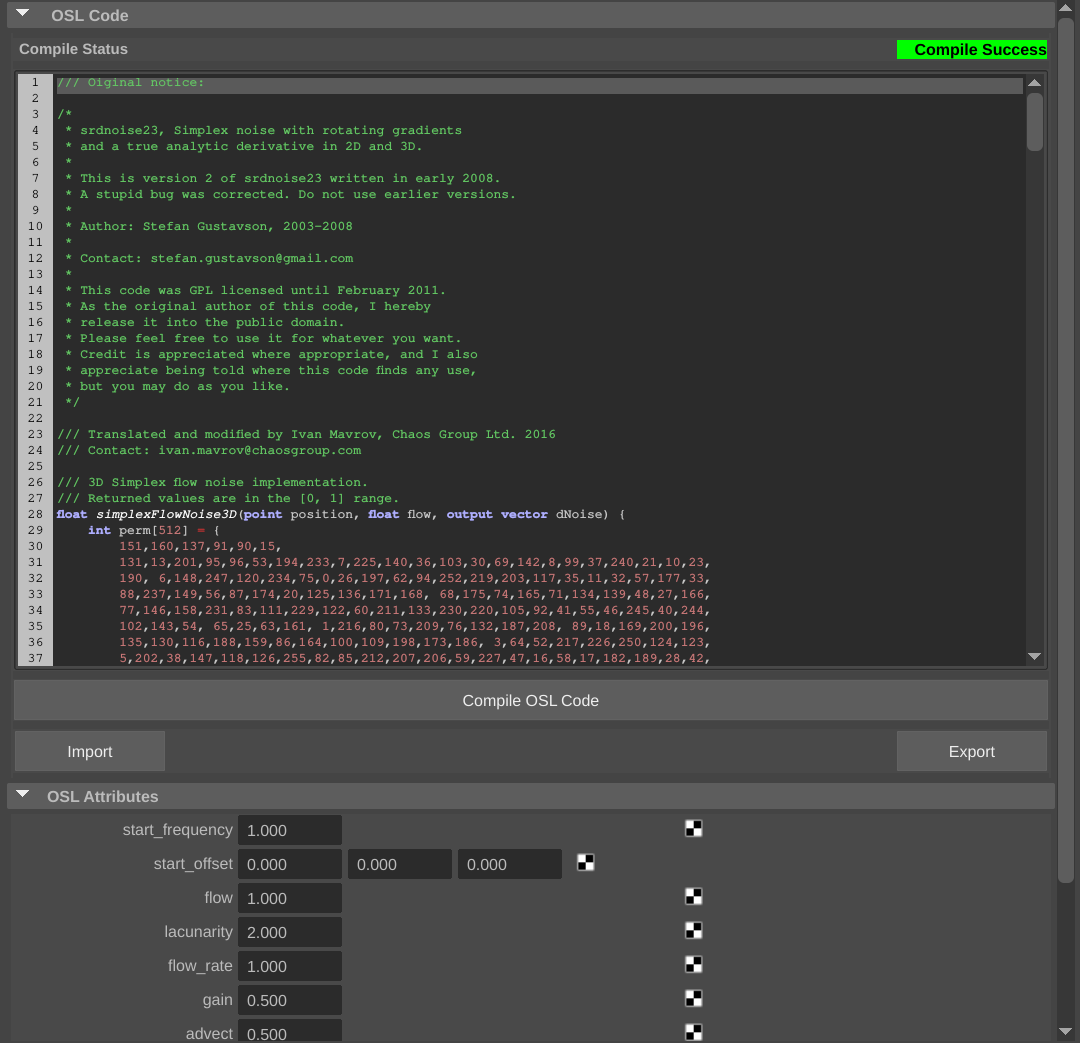 OSL Code
Compile Status
Compile Success
1 /// Oiginal notice:
2
3 /*
4 * srdnoise23, Simplex noise with rotating gradients
5 * and a true analytic derivative in 2D and 3D.
6 *
7 * This is version 2 of srdnoise23 written in early 2008.
8 * A stupid bug was corrected. Do not use earlier versions.
9 *
10 * Author: Stefan Gustavson, 2003-2008
11 *
12 * Contact: stefan.gustavson@gmail.com
13 *
14 * This code was GPL licensed until February 2011.
15 * As the original author of this code, I hereby
16 * release it into the public domain.
17 * Please feel free to use it for whatever you want.
18 * Credit is appreciated where appropriate, and I also
19 * appreciate being told where this code finds any use,
20 * but you may do as you like.
21 */
22
23 /// Translated and modified by Ivan Mavrov, Chaos Group Ltd. 2016
24 /// Contact: ivan.mavrov@chaosgroup.com
25
26 /// 3D Simplex flow noise implementation.
27 /// Returned values are in the [0, 1] range.
28 float simplexFlowNoise3D(point position, float flow, output vector dNoise) {
29 int perm[512] = {
30 151,160,137,91,90,15,
31 131,13,201,95,96,53,194,233,7,225,140,36,103,30,69,142,8,99,37,240,21,10,23,
32 190, 6,148,247,120,234,75,0,26,197,62,94,252,219,203,117,35,11,32,57,177,33,
33 88,237,149,56,87,174,20,125,136,171,168, 68,175,74,165,71,134,139,48,27,166,
34 77,146,158,231,83,111,229,122,60,211,133,230,220,105,92,41,55,46,245,40,244,
35 102,143,54, 65,25,63,161, 1,216,80,73,209,76,132,187,208, 89,18,169,200,196,
36 135,130,116,188,159,86,164,100,109,198,173,186, 3,64,52,217,226,250,124,123,
37 5,202,38,147,118,126,255,82,85,212,207,206,59,227,47,16,58,17,182,189,28,42,
Compile OSL Code
Import
Export
OSL Attributes
start_frequency 1.000
start_offset 0.000 0.000 0.000
flow 1.000
lacunarity 2.000
flow_rate 1.000
gain 0.500
advect 0.500